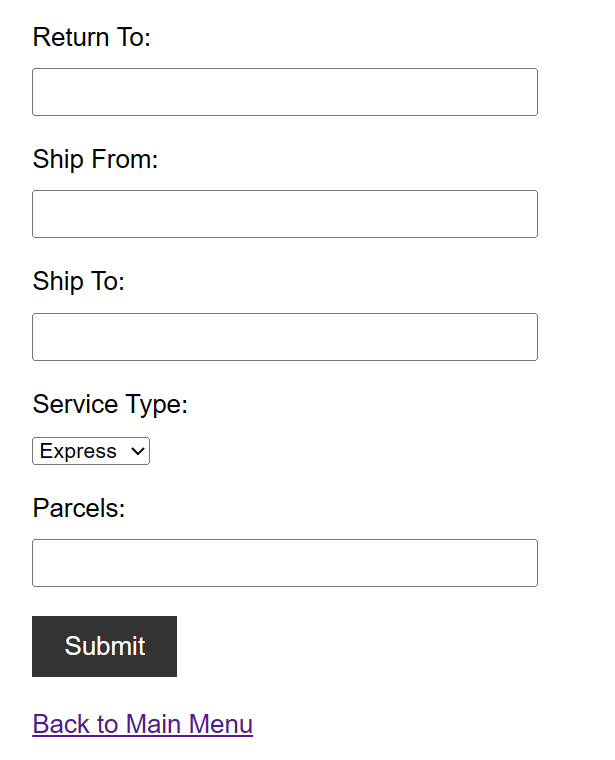 Return To:
Ship From:
Ship To:
Service Type:
Express
Parcels:
Submit
Back to Main Menu